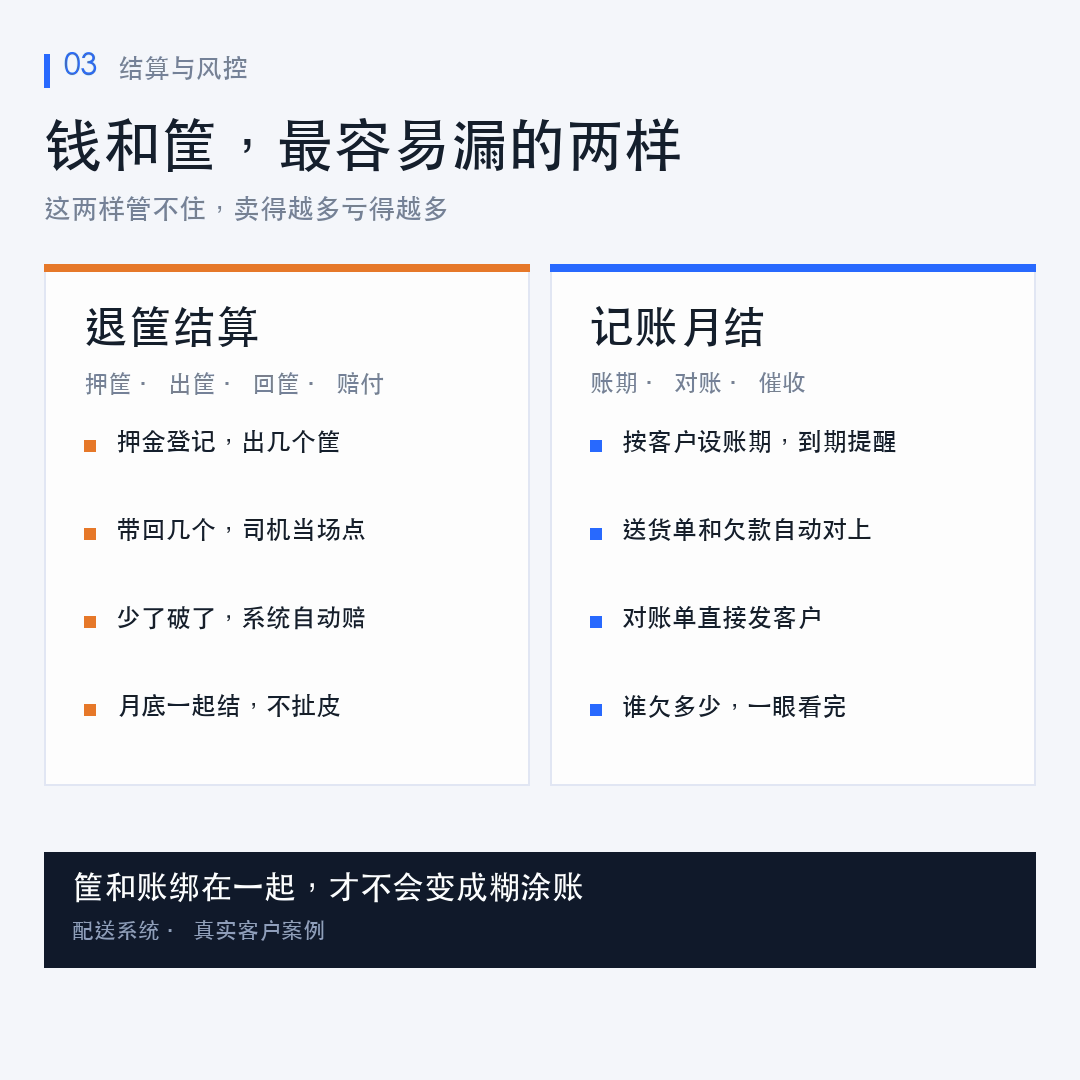 03 结算与风控
钱和筐，最容易漏的两样
这两样管不住，卖得越多亏得越多
退筐结算
押筐· 出筐· 回筐· 赔付
押金登记，出几个筐
带回几个，司机当场点
少了破了，系统自动赔
月底一起结，不扯皮
记账月结
账期· 对账· 催收
按客户设账期，到期提醒
送货单和欠款自动对上
对账单直接发客户
谁欠多少，一眼看完
筐和账绑在一起，才不会变成糊涂账
配送系统· 真实客户案例